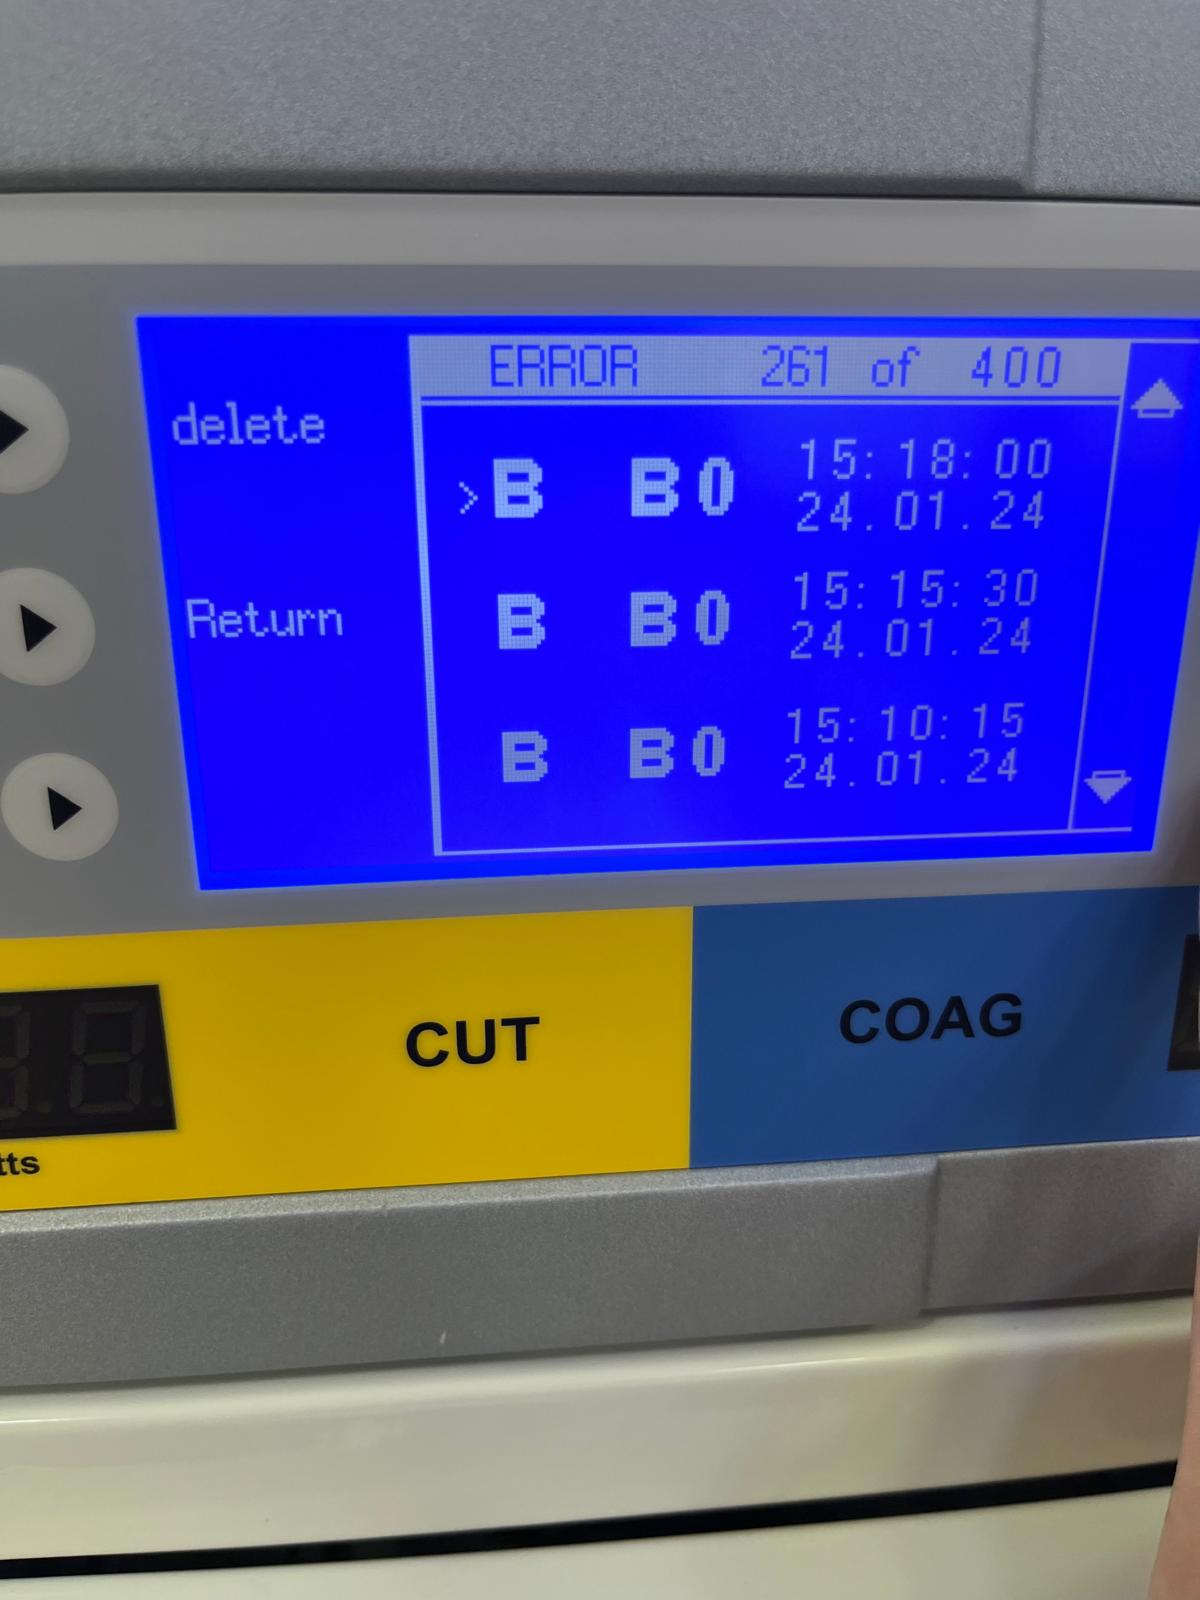 ERROR 261 of 400
delete
>B B0 15:18:00
24.01.24
Return
B B0 15:15:30
24.01.24
B B0 15:10:15
24.01.24
CUT
COAG
tts